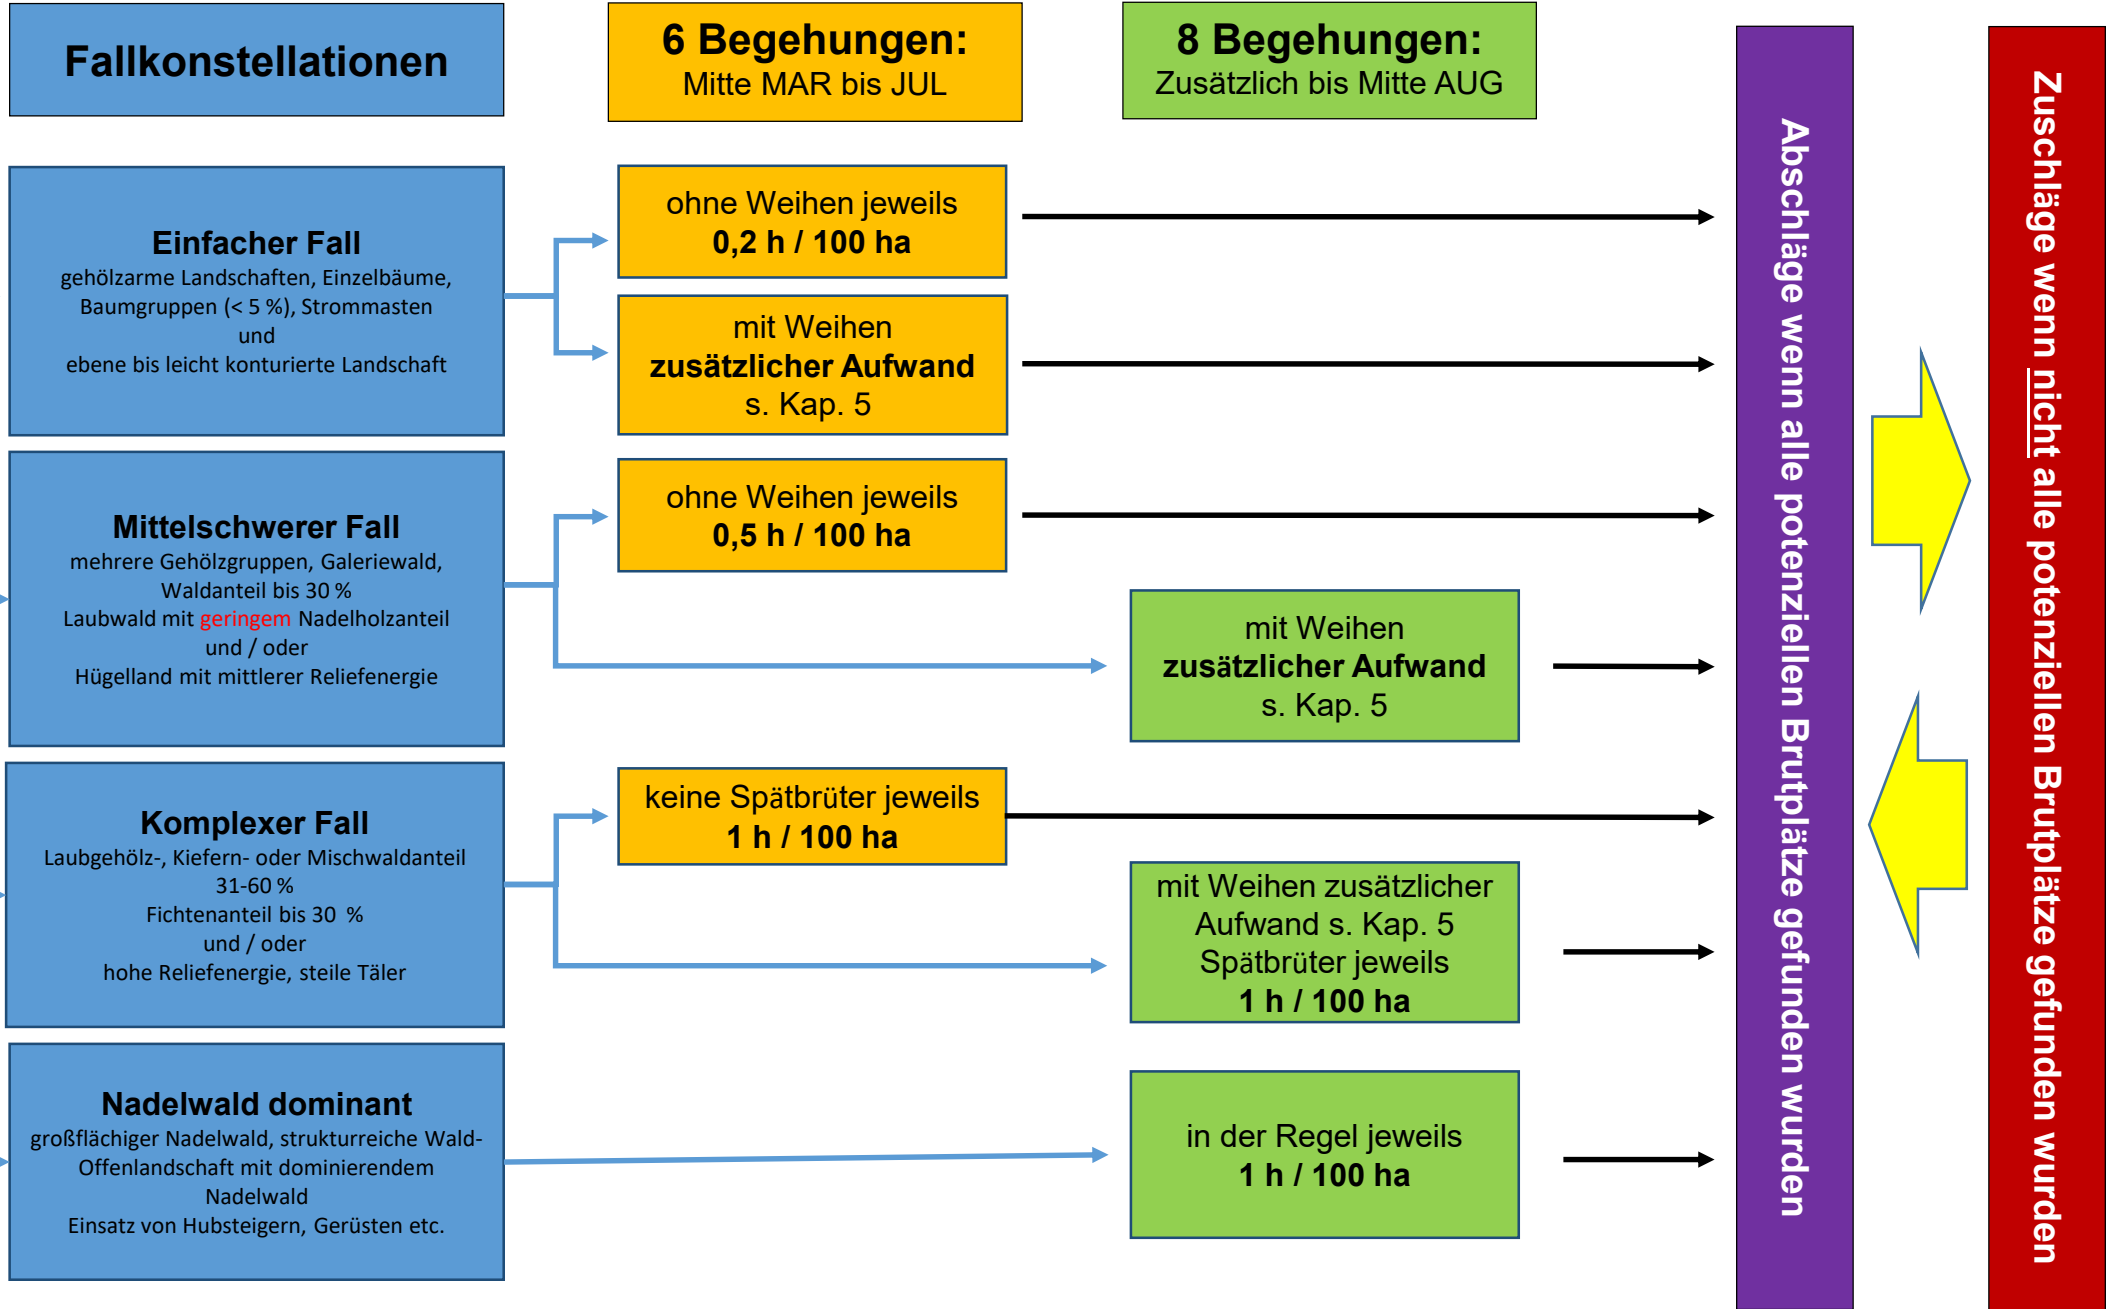 Fallkonstellationen
6 Begehungen:
Mitte MAR bis JUL
8 Begehungen:
Zusätzlich bis Mitte AUG
Einfacher Fall
gehölzarme Landschaften, Einzelbäume,
Baumgruppen (< 5 %), Strommasten
und
ebene bis leicht konturierte Landschaft
ohne Weihen jeweils
0,2 h / 100 ha
mit Weihen
zusätzlicher Aufwand
s. Kap. 5
Mittelschwerer Fall
mehrere Gehölzgruppen, Galeriewald,
Waldanteil bis 30 %
Laubwald mit geringem Nadelholzanteil
und / oder
Hügelland mit mittlerer Reliefenergie
ohne Weihen jeweils
0,5 h / 100 ha
mit Weihen
zusätzlicher Aufwand
s. Kap. 5
Komplexer Fall
Laubgehölz-, Kiefern- oder Mischwaldanteil
31-60 %
Fichtenanteil bis 30 %
und / oder
hohe Reliefenergie, steile Täler
keine Spätbrüter jeweils
1 h / 100 ha
mit Weihen zusätzlicher
Aufwand s. Kap. 5
Spätbrüter jeweils
1 h / 100 ha
Nadelwald dominant
großflächiger Nadelwald, strukturreiche Wald-
Offenlandschaft mit dominierendem
Nadelwald
Einsatz von Hubsteigern, Gerüsten etc.
in der Regel jeweils
1 h / 100 ha
Abschläge wenn alle potenziellen Brutplätze gefunden wurden
Zuschläge wenn nicht alle potenziellen Brutplätze gefunden wurden